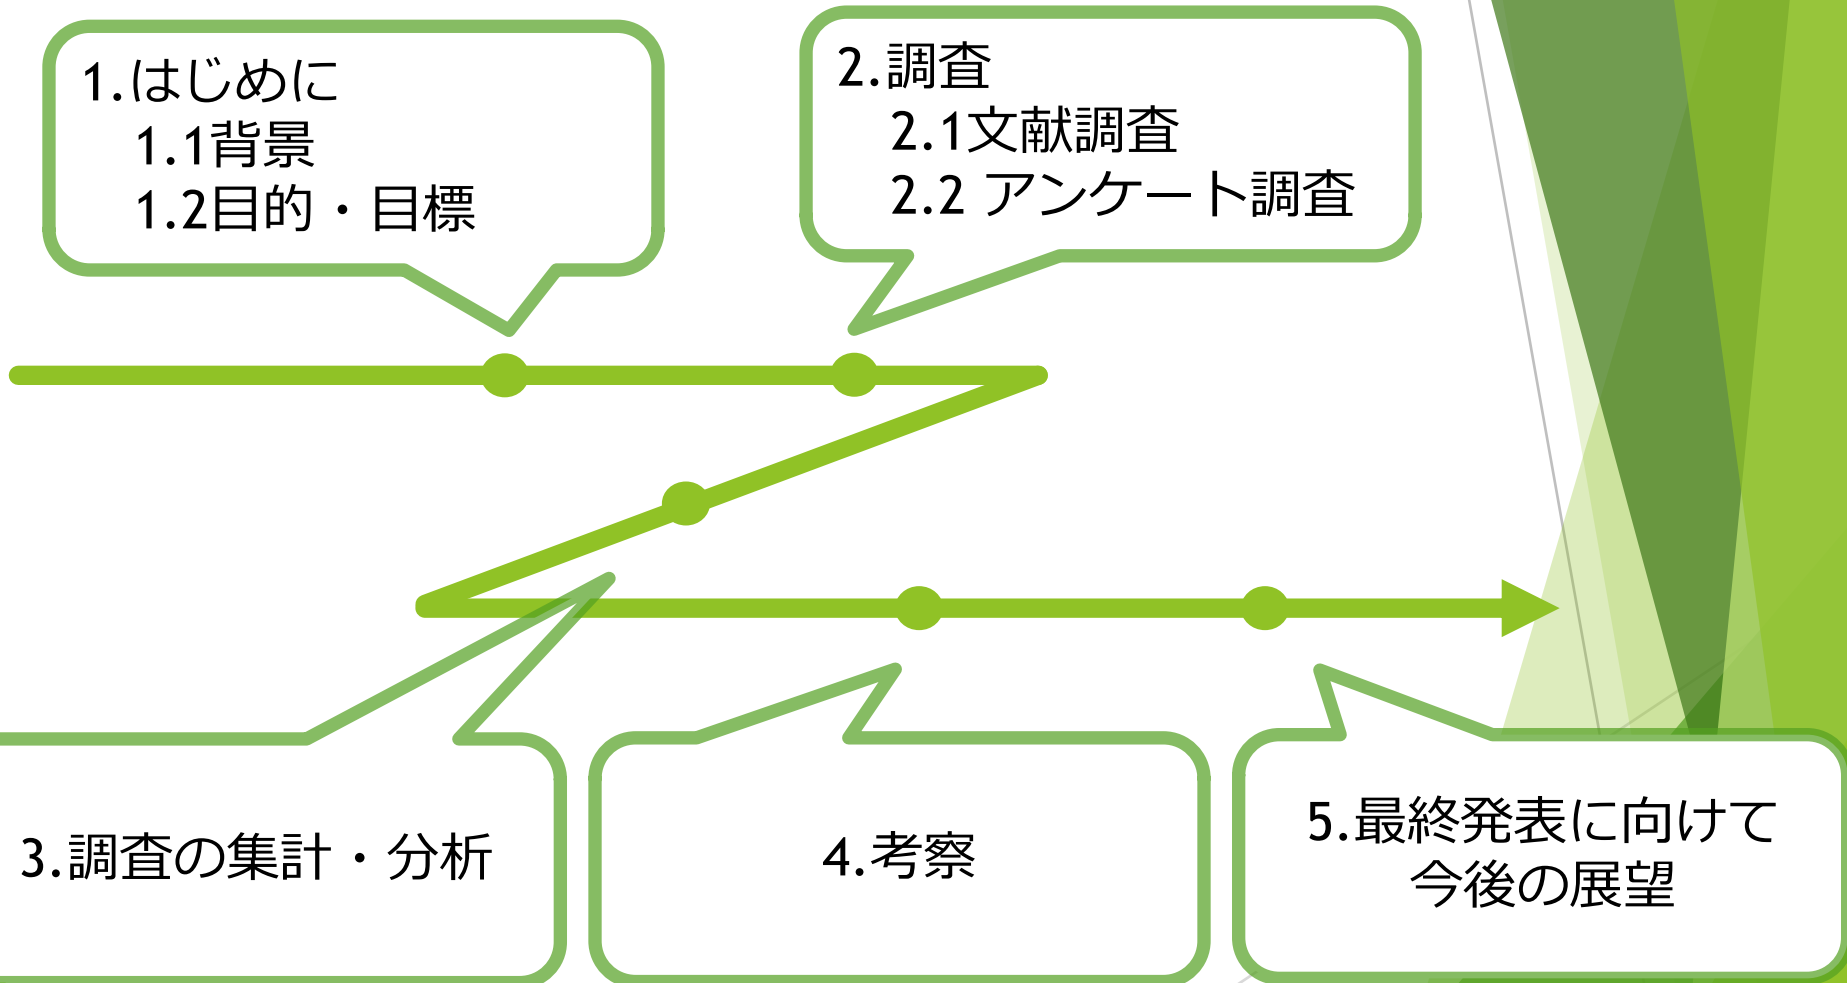 1.はじめに
1.1背景
1.2目的・目標
2.調査
2.1文献調査
2.2 アンケート調査
3.調査の集計・分析
4.考察
5.最終発表に向けて
今後の展望